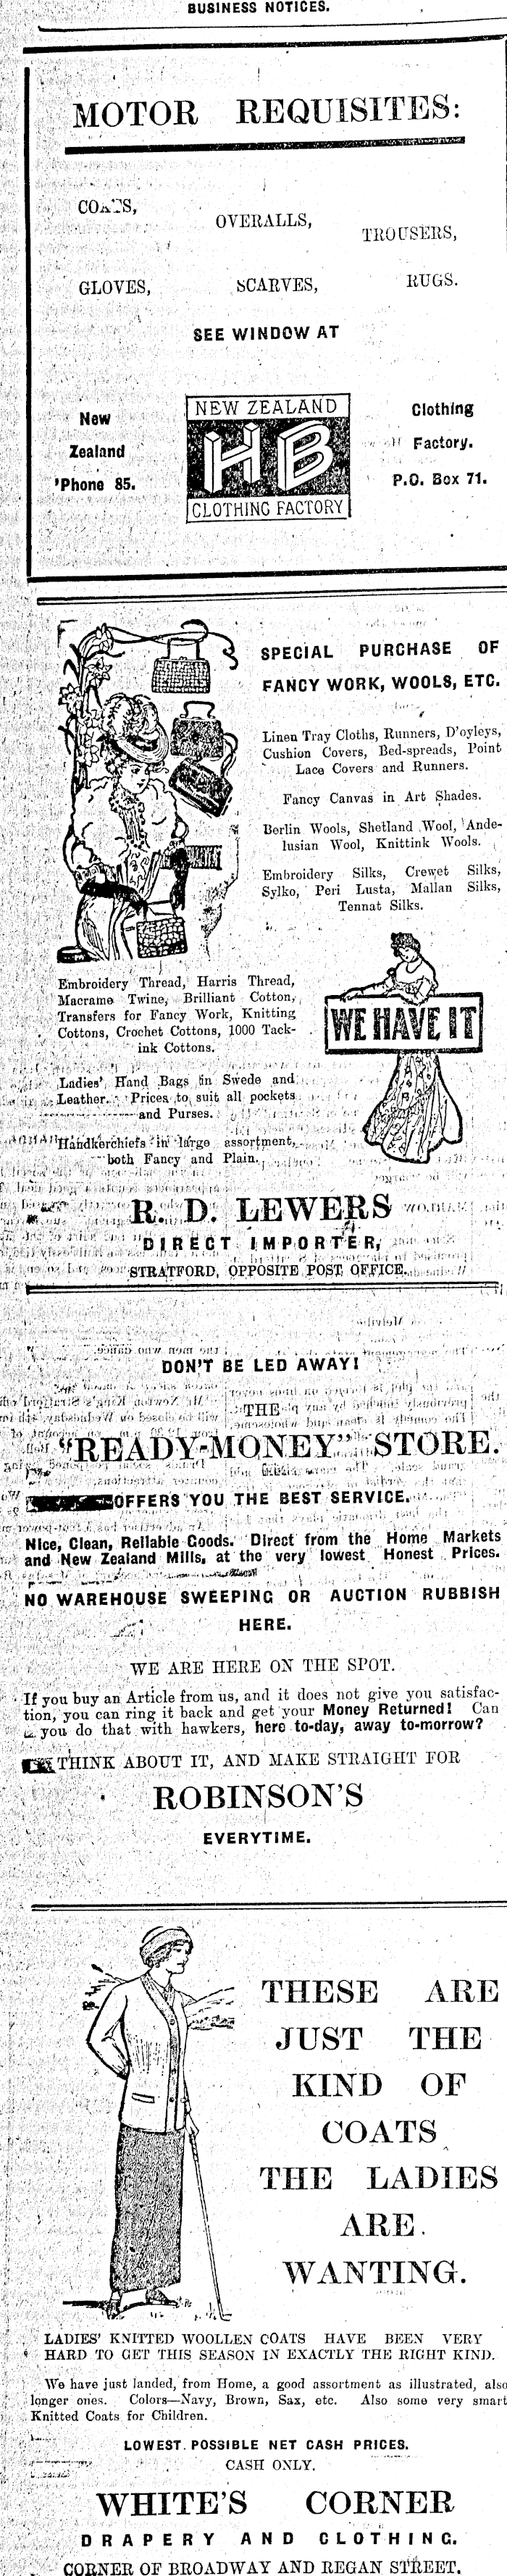 BUSINESS NOTICES.
MOTOR REQUISITES:
COATS,
OVERALLS,
TROUSERS,
GLOVES, SCARVES, RUGS.
SEE WINDOW AT
New
Zealand
'Phone 85.
NEW ZEALAND
HB
CLOTHING FACTORY
Clothing
Factory.
P.O. Box 71.
SPECIAL PURCHASE OF
FANCY WORK, WOOLS, ETC.
Linen Tray Cloths, Runners, D'oyleys,
Cushion Covers, Bed-spreads, Point
Lace Covers and Runners.
Fancy Canvas in Art Shades.
Berlin Wools, Shetland Wool, Ande-
lusian Wool, Knittink Wools.
Embroidery Silks, Crewet Silks,
Sylko, Peri Lusta, Mallan Silks,
Tennat Silks.
Embroidery Thread, Harris Thread,
Macrame Twine, Brilliant Cotton,
Transfers for Fancy Work, Knitting
Cottons, Crochet Cottons, 1000 Tack-
ink Cottons.
WE HAVE IT
Ladies' Hand Bags in Swede and
Leather. Prices to suit all pockets
and Purses.
Handkerchiefs in large assortment,
both Fancy and Plain.
R. D. LEWERS
DIRECT IMPORTER,
STRATFORD, OPPOSITE POST OFFICE.
DON'T BE LED AWAY!
THE
"READY-MONEY" STORE.
OFFERS YOU THE BEST SERVICE.
Nice, Clean, Reliable Goods. Direct from the Home Markets
and New Zealand Mills, at the very lowest Honest Prices.
NO WAREHOUSE SWEEPING OR AUCTION RUBBISH
HERE.
WE ARE HERE ON THE SPOT.
If you buy an Article from us, and it does not give you satisfac-
tion, you can ring it back and get your Money Returned! Can
you do that with hawkers, here to-day, away to-morrow?
THINK ABOUT IT, AND MAKE STRAIGHT FOR
ROBINSON'S
EVERYTIME.
THESE ARE
JUST THE
KIND OF
COATS
THE LADIES
ARE.
WANTING.
LADIES' KNITTED WOOLLEN COATS HAVE BEEN VERY
HARD TO GET THIS SEASON IN EXACTLY THE RIGHT KIND.
We have just landed, from Home, a good assortment as illustrated, also
longer ones. Colors—Navy, Brown, Sax, etc. Also some very smart
Knitted Coats for Children.
LOWEST POSSIBLE NET CASH PRICES.
CASH ONLY.
WHITE'S CORNER
DRAPERY AND CLOTHING.
CORNER OF BROADWAY AND REGAN STREET.